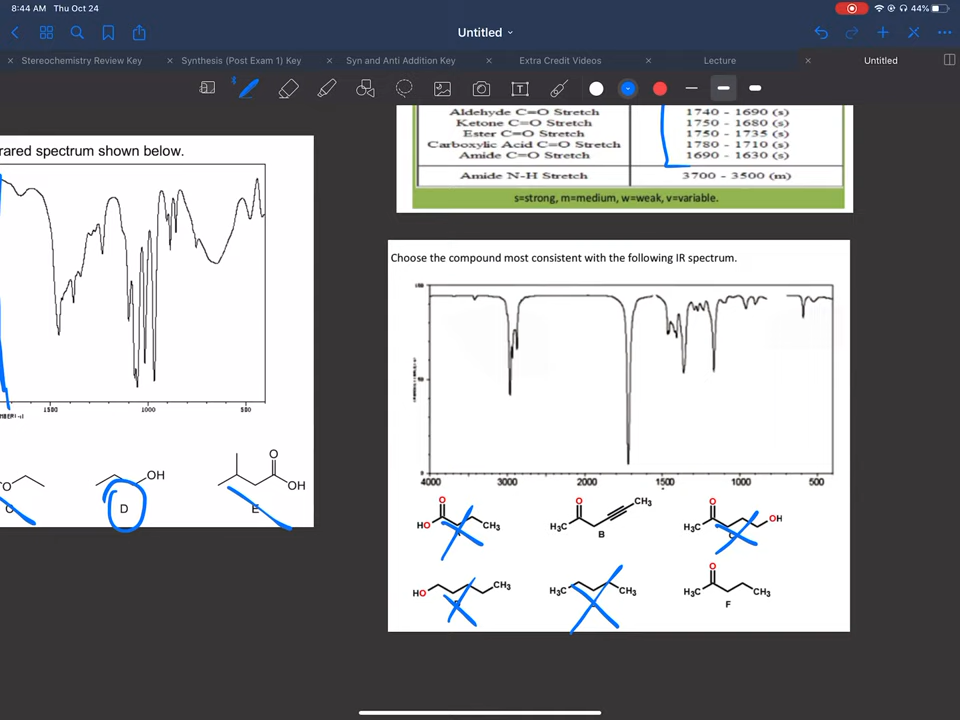 8:44 AM Thu Oct 24
44%
Untitled
Stereochemistry Review Key
Synthesis (Post Exam 1) Key
Syn and Anti Addition Key
Extra Credit Videos
Lecture
Untitled
Aldehyde C=O Stretch 1740 - 1690 (s)
Ketone C=O Stretch 1750 - 1680 (s)
Ester C=O Stretch 1750 - 1735 (s)
Carboxylic Acid C=O Stretch 1780 - 1710 (s)
Amide C=O Stretch 1690 - 1630 (s)
Amide N-H Stretch 3700 - 3500 (m)
s=strong, m=medium, w=weak, v=variable.
rared spectrum shown below.
1500 1000 500
O OH O OH
C D E
Choose the compound most consistent with the following IR spectrum.
100
50
0
4000 3000 2000 1500 1000 500
O HO CH3
O H3C CH3 B
O H3C OH C
HO CH3
H3C CH3
O H3C CH3 F